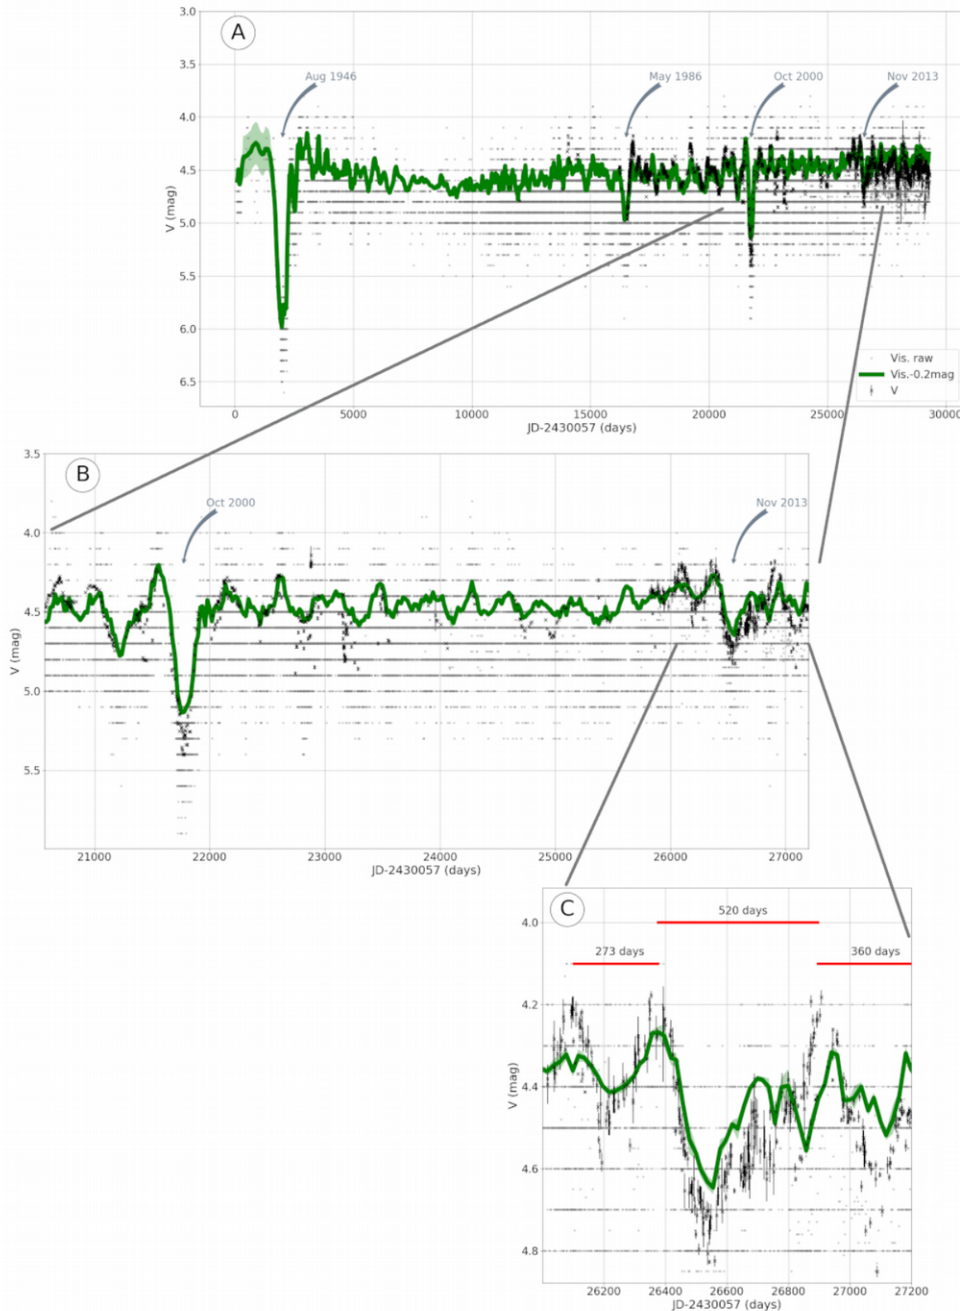 A
3.0
3.5
Aug 1946
May 1986
Oct 2000
Nov 2013
4.0
4.5
V (mag)
5.0
5.5
6.0
6.5
Vis. raw
Vis.-0.2mag
V
0
5000
10000
15000
20000
25000
30000
JD-2430057 (days)
3.5
B
Oct 2000
Nov 2013
4.0
4.5
V (mag)
5.0
5.5
21000
22000
23000
24000
25000
26000
27000
JD-2430057 (days)
C
520 days
4.0
273 days
360 days
4.2
V (mag)
4.4
4.6
4.8
26200
26400
26600
26800
27000
27200
JD-2430057 (days)